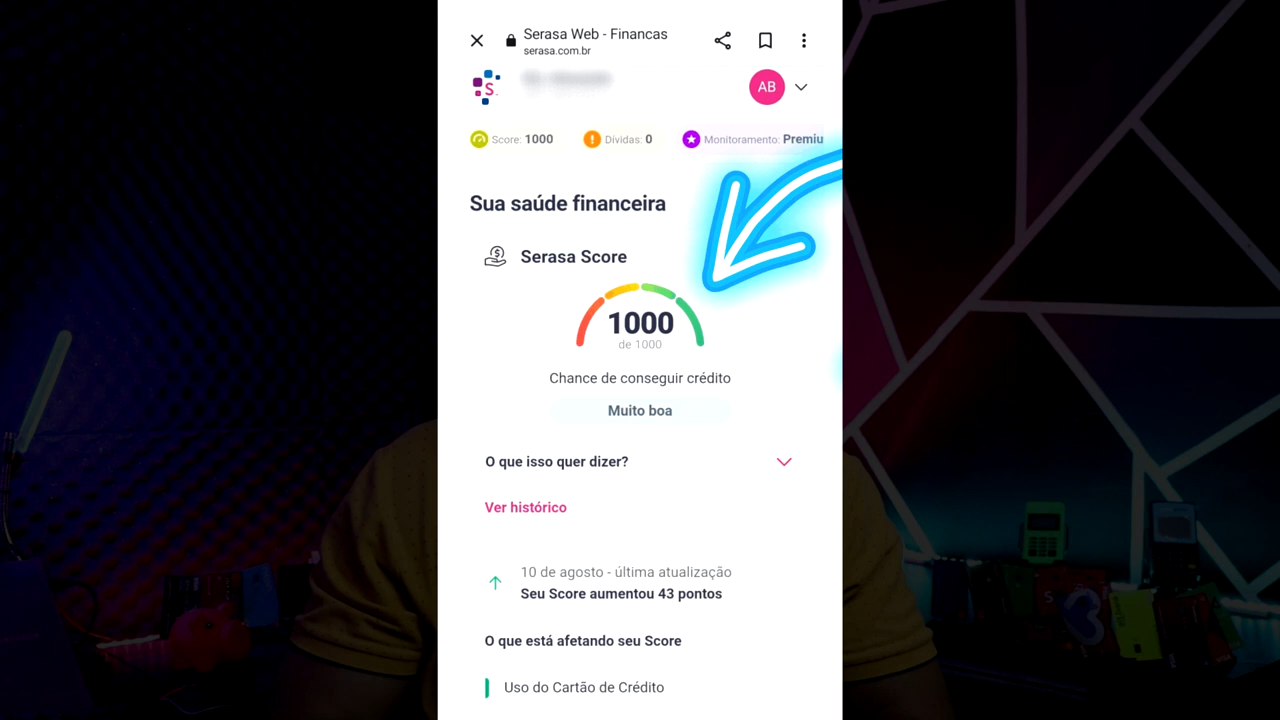 Serasa Web - Financas
serasa.com.br
S.
AB
Score: 1000
Dívidas: 0
Monitoramento: Premiu
Sua saúde financeira
Serasa Score
1000
de 1000
Chance de conseguir crédito
Muito boa
O que isso quer dizer?
Ver histórico
10 de agosto - última atualização
Seu Score aumentou 43 pontos
O que está afetando seu Score
Uso do Cartão de Crédito